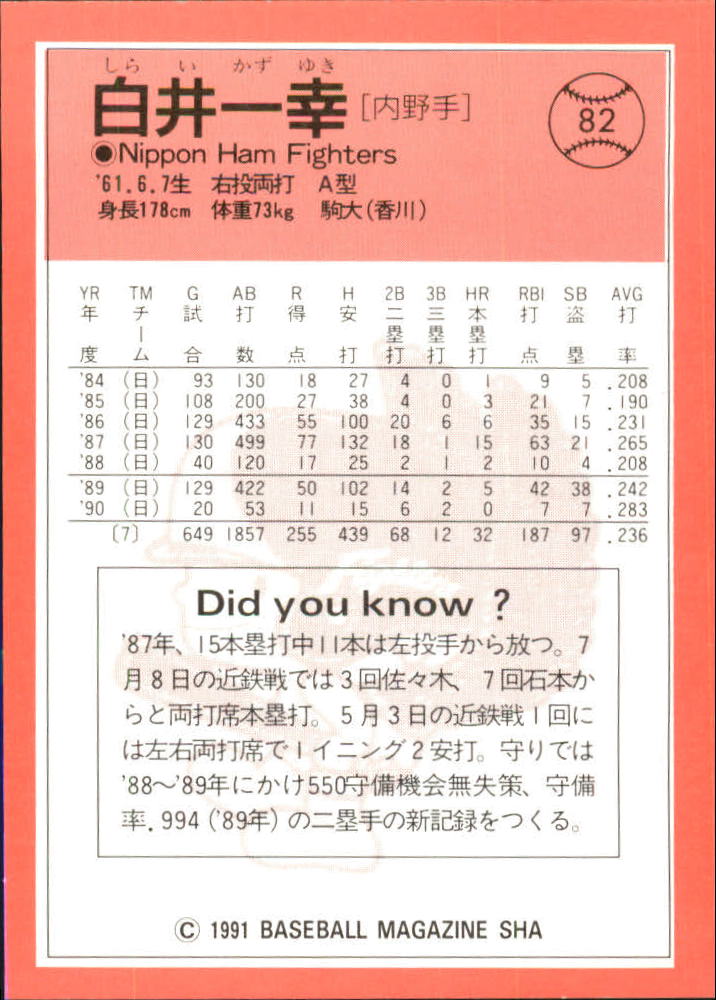 しら い かず ゆき
白井一幸 [内野手] 82
●Nippon Ham Fighters
'61.6.7生 右投両打 A型
身長178cm 体重73kg 駒大(香川)
YR TM G AB R H 2B 3B HR RBI SB AVG
年度 チーム 試合 打数 得点 安打 二塁打 三塁打 本塁打 打点 盗塁 打率
'84 (日) 93 130 18 27 4 0 1 9 5 .208
'85 (日) 108 200 27 38 4 0 3 21 7 .190
'86 (日) 129 433 55 100 20 6 6 35 15 .231
'87 (日) 130 499 77 132 18 1 15 63 21 .265
'88 (日) 40 120 17 25 2 1 2 10 4 .208
'89 (日) 129 422 50 102 14 2 5 42 38 .242
'90 (日) 20 53 11 15 6 2 0 7 7 .283
〔7〕 649 1857 255 439 68 12 32 187 97 .236
Did you know ?
'87年、15本塁打中11本は左投手から放つ。7
月8日の近鉄戦では3回佐々木、7回石本か
らと両打席本塁打。5月3日の近鉄戦1回に
は左右両打席で1イニング2安打。守りでは
'88〜'89年にかけ550守備機会無失策、守備
率.994('89年)の二塁手の新記録をつくる。
© 1991 BASEBALL MAGAZINE SHA